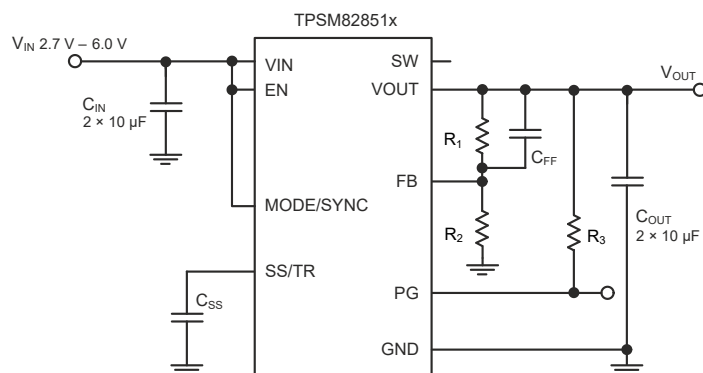 TPSM82851x
V_IN 2.7 V – 6.0 V
VIN
SW
EN
VOUT
V_OUT
C_IN
2 × 10 µF
R_1
C_FF
FB
MODE/SYNC
R_2
R_3
C_OUT
2 × 10 µF
SS/TR
C_SS
PG
GND